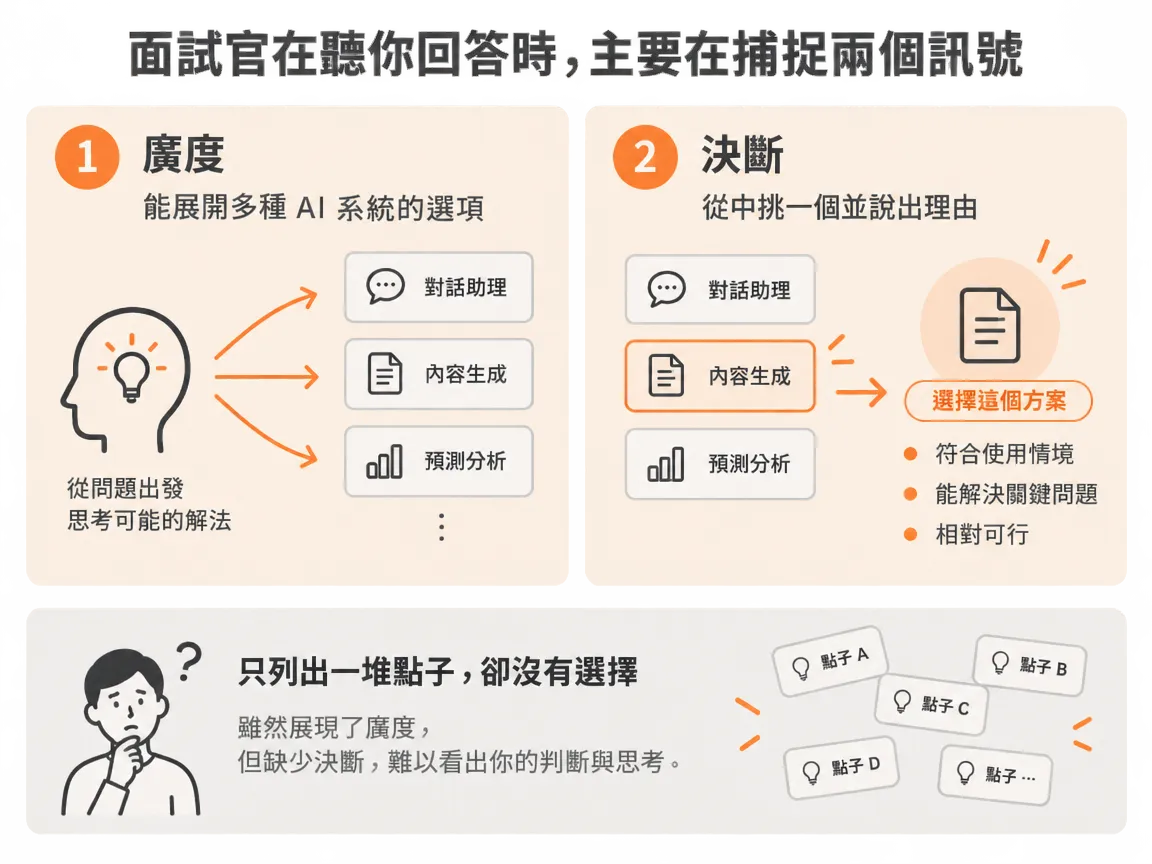 面試官在聽你回答時，主要在捕捉兩個訊號
1
廣度
能展開多種 AI 系統的選項
對話助理
內容生成
預測分析
⋮
從問題出發
思考可能的解法
2
決斷
從中挑一個並說出理由
對話助理
內容生成
預測分析
選擇這個方案
符合使用情境
能解決關鍵問題
相對可行
?
只列出一堆點子，卻沒有選擇
雖然展現了廣度，
但缺少決斷，難以看出你的判斷與思考。
點子 A
點子 B
點子 C
點子 D
點子 ⋯